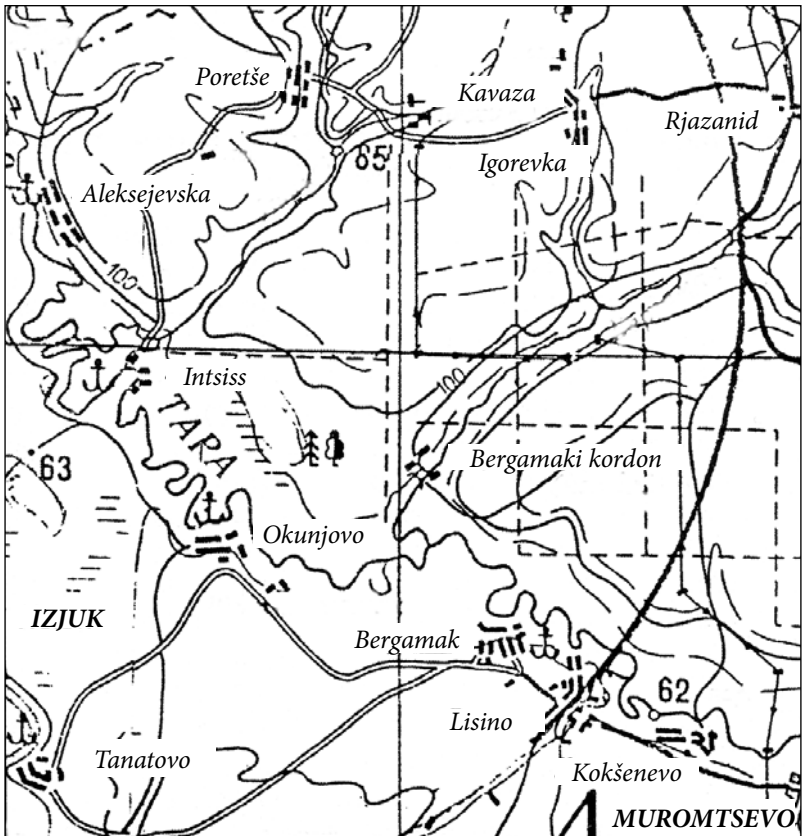 Poretše
Kavaza
Rjazanid
85
Igorevka
Aleksejevska
100
Intsiss
100
TARA
63
Bergamaki kordon
Okunjovo
IZJUK
Bergamak
62
Lisino
Tanatovo
Kokšenevo
MUROMTSEVO